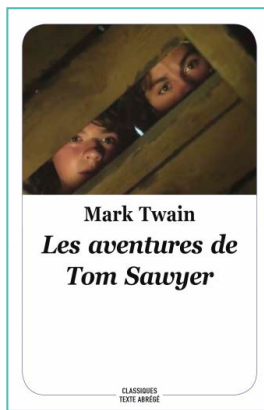 Mark Twain
Les aventures de
Tom Sawyer
CLASSIQUES
TEXTE ABRÉGÉ